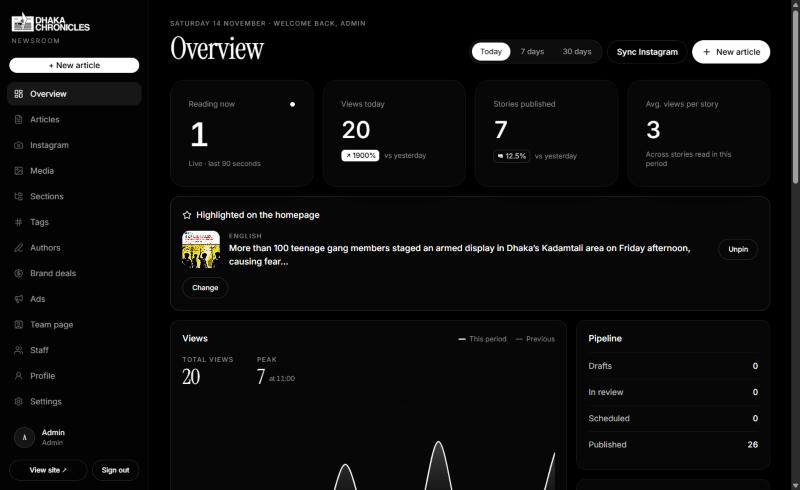 DHAKA
CHRONICLES
NEWSROOM
+ New article
Overview
Articles
Instagram
Media
Sections
Tags
Authors
Brand deals
Ads
Team page
Staff
Profile
Settings
A
Admin
Admin
View site ↗
Sign out
SATURDAY 14 NOVEMBER · WELCOME BACK, ADMIN
Overview
Today
7 days
30 days
Sync Instagram
+ New article
Reading now
1
Live · last 90 seconds
Views today
20
↗ 1900% vs yesterday
Stories published
7
12.5% vs yesterday
Avg. views per story
3
Across stories read in this
period
Highlighted on the homepage
ENGLISH
More than 100 teenage gang members staged an armed display in Dhaka's Kadamtali area on Friday afternoon,
causing fear...
Unpin
Change
Views
This period
Previous
TOTAL VIEWS
20
PEAK
7 at 11:00
Pipeline
Drafts 0
In review 0
Scheduled 0
Published 26